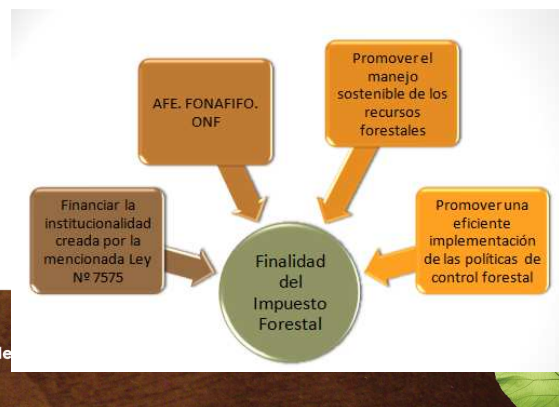 Promover el
manejo
sostenible de los
recursos
forestales
AFE. FONAFIFO.
ONF
Financiar la
institucionalidad
creada por la
mencionada Ley
Nº 7575
Promover una
eficiente
implementación
de las políticas de
control forestal
Finalidad
del
Impuesto
Forestal